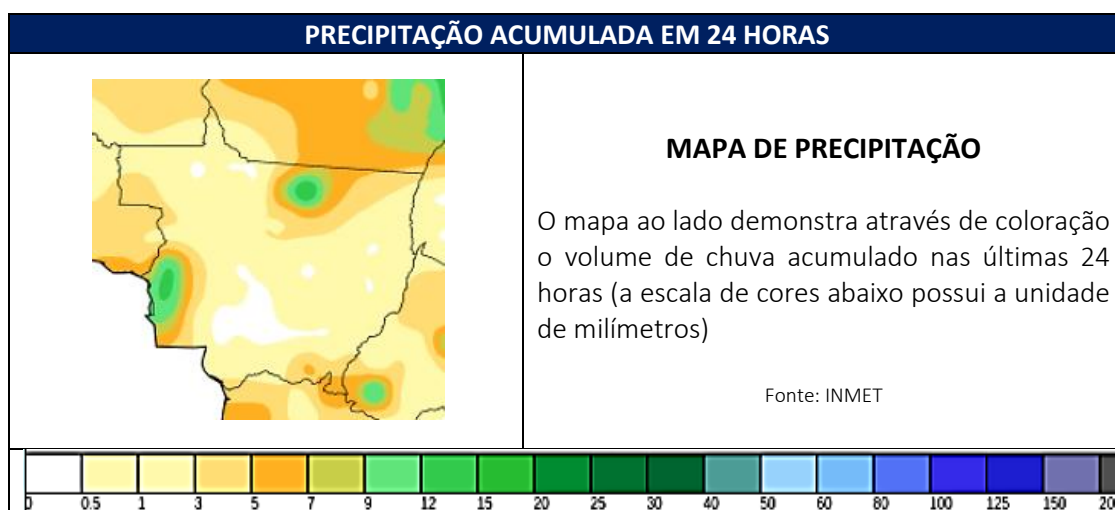 PRECIPITAÇÃO ACUMULADA EM 24 HORAS
MAPA DE PRECIPITAÇÃO
O mapa ao lado demonstra através de coloração
o volume de chuva acumulado nas últimas 24
horas (a escala de cores abaixo possui a unidade
de milímetros)
Fonte: INMET
0 0.5 1 3 5 7 9 12 15 20 25 30 40 50 60 80 100 125 150